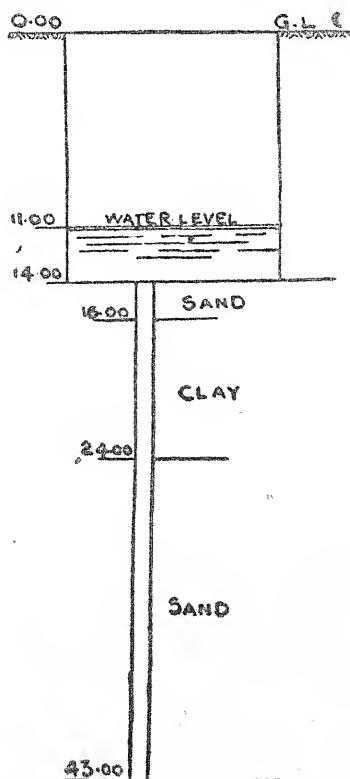 0.00 G.L
11.00 WATER LEVEL
14.00
SAND
16.00
CLAY
24.00
SAND
43.00